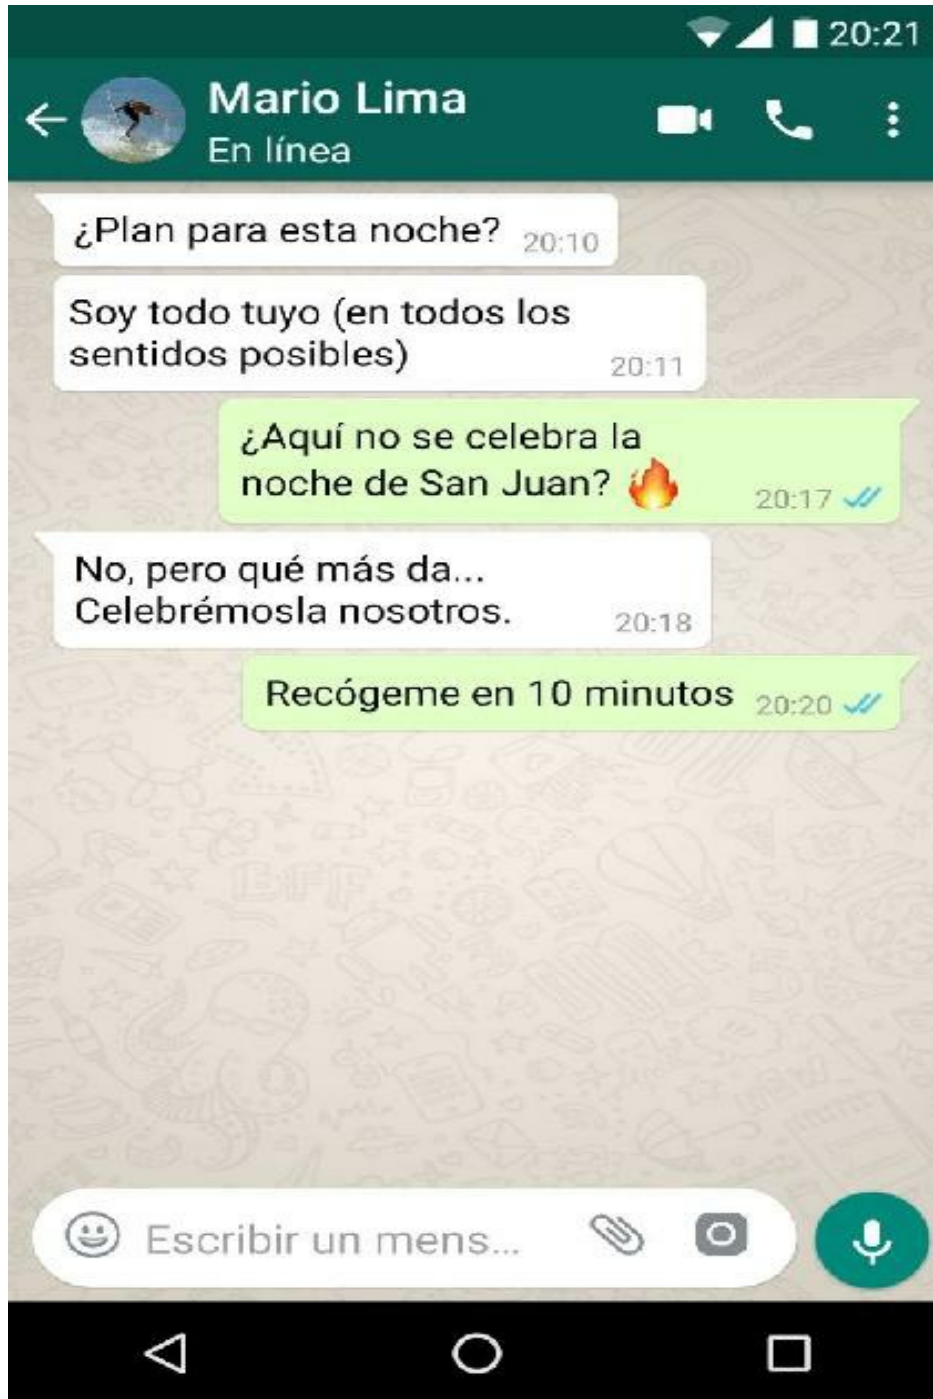 20:21
Mario Lima
En línea
¿Plan para esta noche? 20:10
Soy todo tuyo (en todos los
sentidos posibles) 20:11
¿Aquí no se celebra la
noche de San Juan? 🔥 20:17
No, pero qué más da...
Celebrémosla nosotros. 20:18
Recógeme en 10 minutos 20:20
BFF
Escribir un mens...